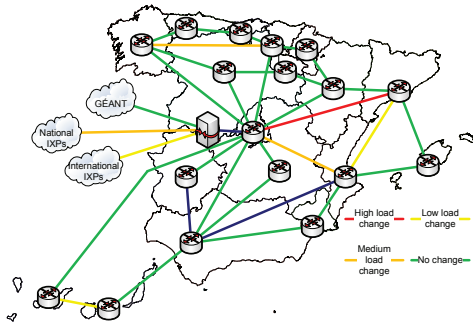 GÉANT
National
IXPs
International
IXPs
High load
change
Low load
change
Medium
load
change
No change